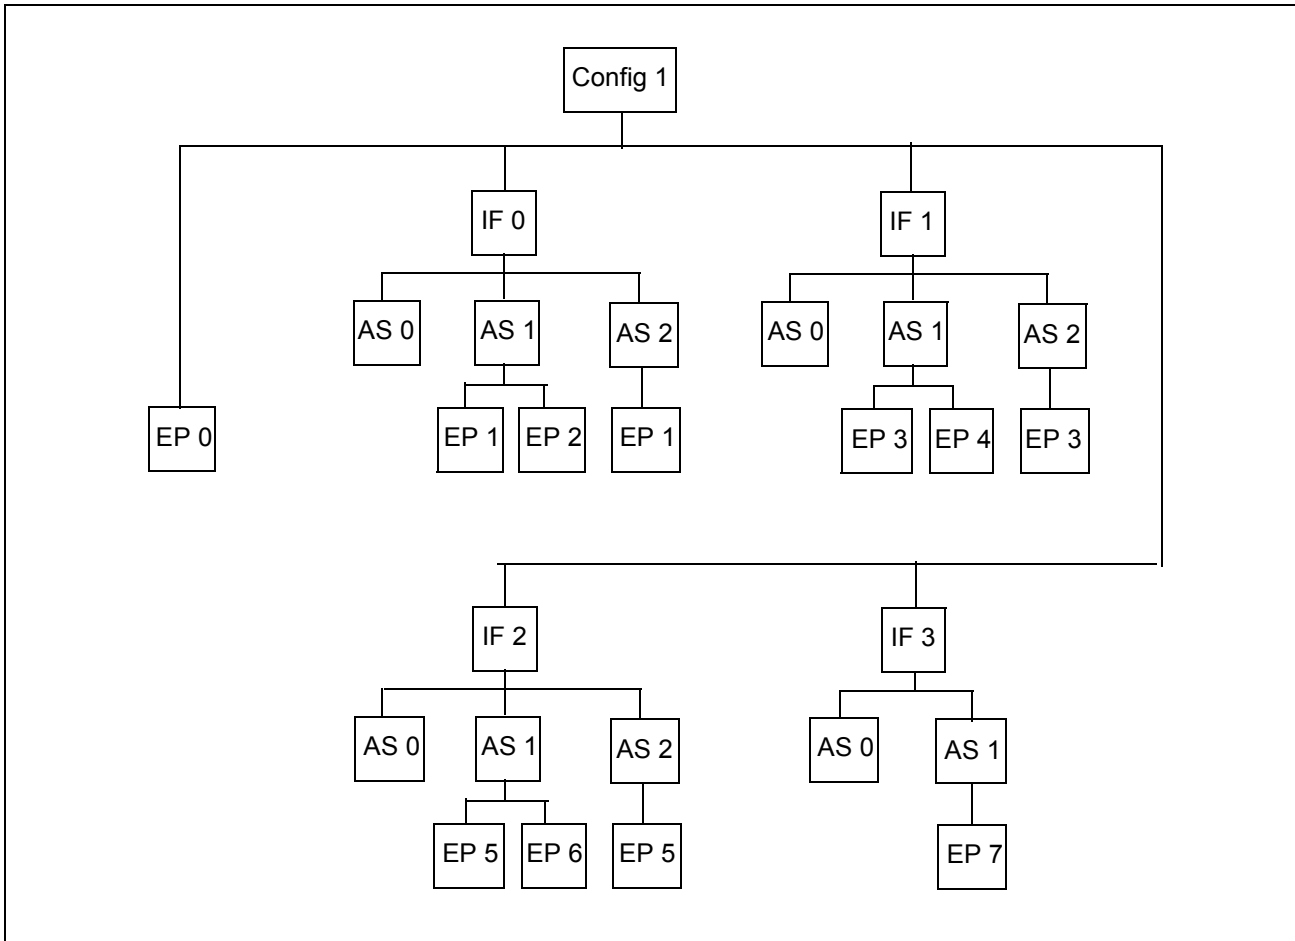 Config 1
IF 0
IF 1
AS 0
AS 1
AS 2
AS 0
AS 1
AS 2
EP 0
EP 1
EP 2
EP 1
EP 3
EP 4
EP 3
IF 2
IF 3
AS 0
AS 1
AS 2
AS 0
AS 1
EP 5
EP 6
EP 5
EP 7